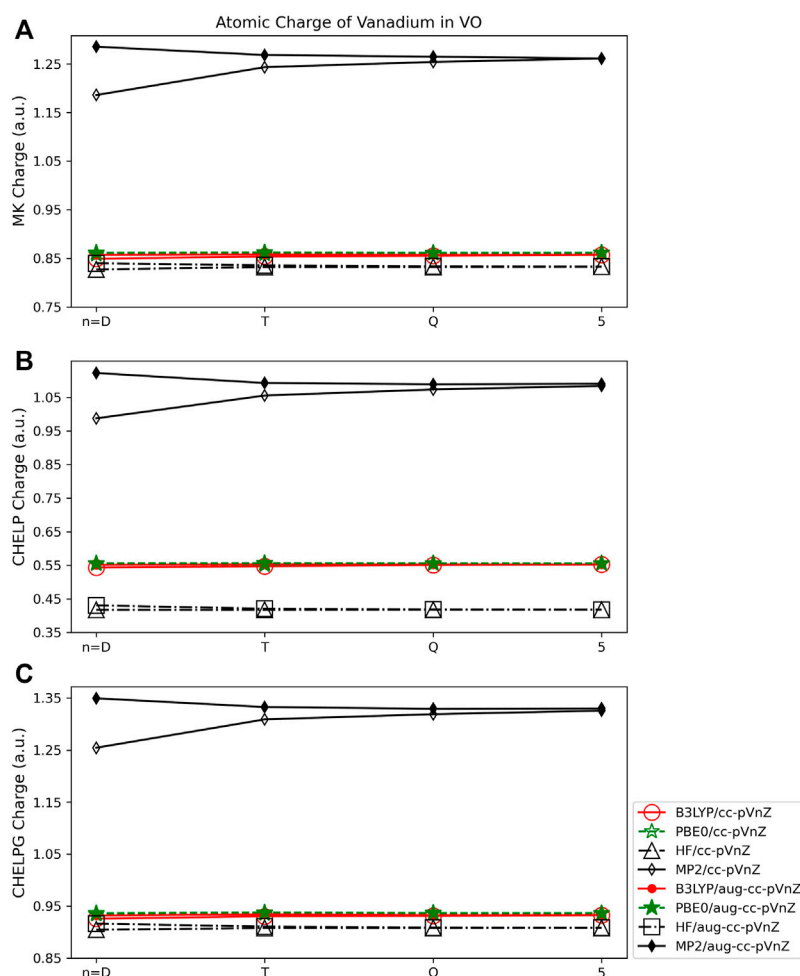 A
Atomic Charge of Vanadium in VO
MK Charge (a.u.)
1.25
1.15
1.05
0.95
0.85
0.75
n=D
T
Q
5
B
CHELP Charge (a.u.)
1.05
0.95
0.85
0.75
0.65
0.55
0.45
0.35
n=D
T
Q
5
C
CHELPG Charge (a.u.)
1.35
1.25
1.15
1.05
0.95
0.85
n=D
T
Q
5
B3LYP/cc-pVnZ
PBE0/cc-pVnZ
HF/cc-pVnZ
MP2/cc-pVnZ
B3LYP/aug-cc-pVnZ
PBE0/aug-cc-pVnZ
HF/aug-cc-pVnZ
MP2/aug-cc-pVnZ